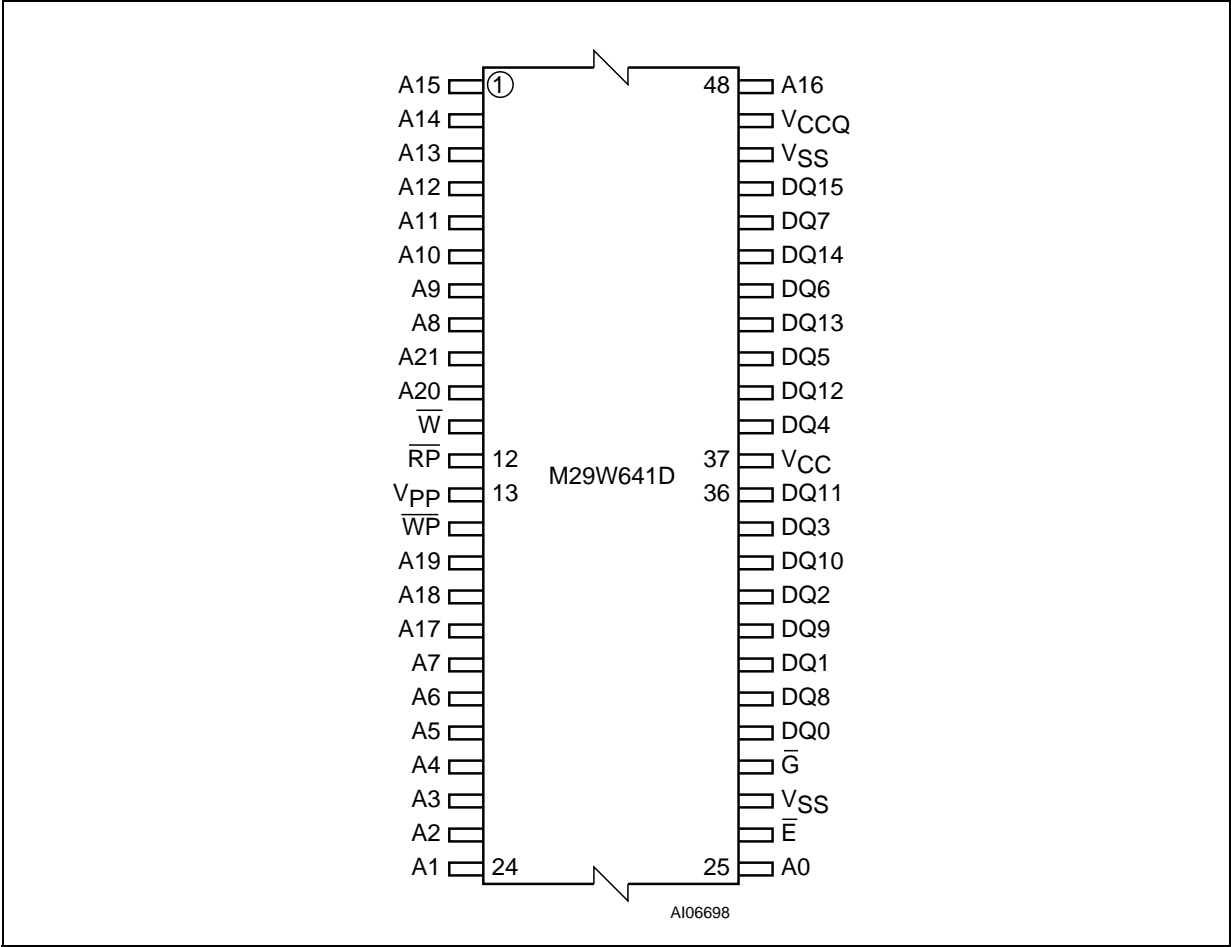 A15 ① 48 A16
A14 VCCQ
A13 VSS
A12 DQ15
A11 DQ7
A10 DQ14
A9 DQ6
A8 DQ13
A21 DQ5
A20 DQ12
W̅ DQ4
R̅P̅ 12 37 VCC
M29W641D
VPP 13 36 DQ11
W̅P̅ DQ3
A19 DQ10
A18 DQ2
A17 DQ9
A7 DQ1
A6 DQ8
A5 DQ0
A4 G̅
A3 VSS
A2 E̅
A1 24 25 A0
AI06698